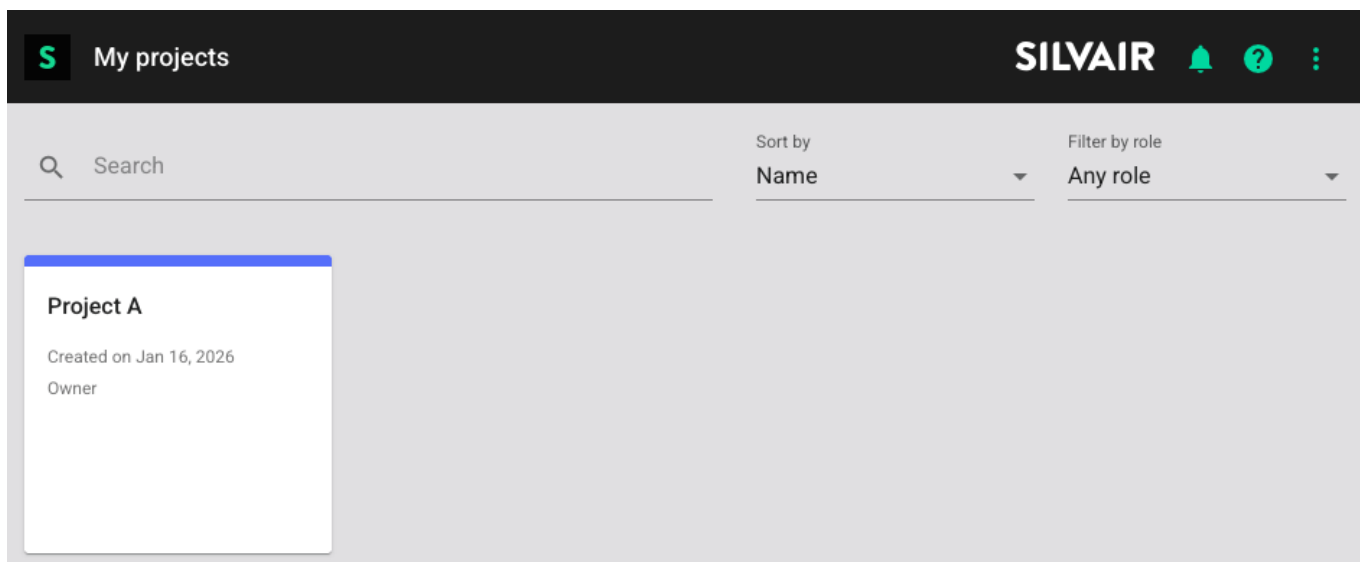 S My projects SILVAIR ?
Search
Sort by
Name
Filter by role
Any role
Project A
Created on Jan 16, 2026
Owner